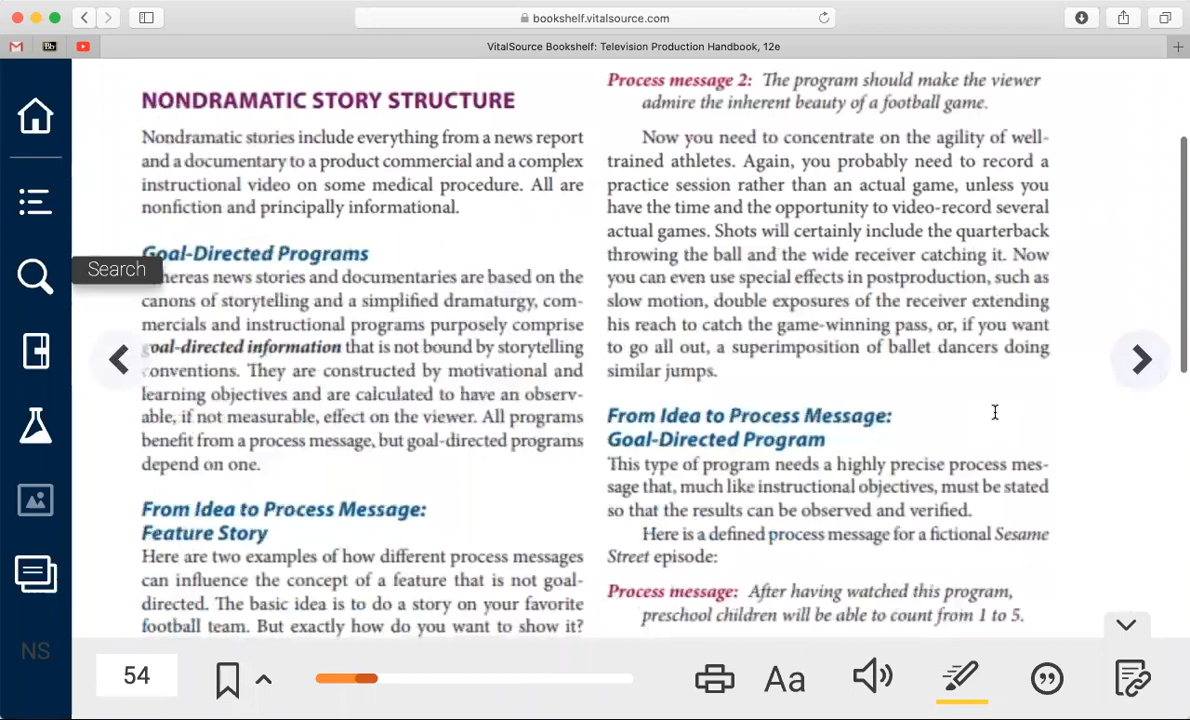 bookshelf.vitalsource.com
VitalSource Bookshelf: Television Production Handbook, 12e
NONDRAMATIC STORY STRUCTURE
Nondramatic stories include everything from a news report
and a documentary to a product commercial and a complex
instructional video on some medical procedure. All are
nonfiction and principally informational.
Goal-Directed Programs
hereas news stories and documentaries are based on the
canons of storytelling and a simplified dramaturgy, com-
mercials and instructional programs purposely comprise
goal-directed information that is not bound by storytelling
conventions. They are constructed by motivational and
learning objectives and are calculated to have an observ-
able, if not measurable, effect on the viewer. All programs
benefit from a process message, but goal-directed programs
depend on one.
From Idea to Process Message:
Feature Story
Here are two examples of how different process messages
can influence the concept of a feature that is not goal-
directed. The basic idea is to do a story on your favorite
football team. But exactly how do you want to show it?
Process message 2: The program should make the viewer
admire the inherent beauty of a football game.
Now you need to concentrate on the agility of well-
trained athletes. Again, you probably need to record a
practice session rather than an actual game, unless you
have the time and the opportunity to video-record several
actual games. Shots will certainly include the quarterback
throwing the ball and the wide receiver catching it. Now
you can even use special effects in postproduction, such as
slow motion, double exposures of the receiver extending
his reach to catch the game-winning pass, or, if you want
to go all out, a superimposition of ballet dancers doing
similar jumps.
From Idea to Process Message:
Goal-Directed Program
This type of program needs a highly precise process mes-
sage that, much like instructional objectives, must be stated
so that the results can be observed and verified.
Here is a defined process message for a fictional Sesame
Street episode:
Process message: After having watched this program,
preschool children will be able to count from 1 to 5.
Search
NS
54
Aa
Bb